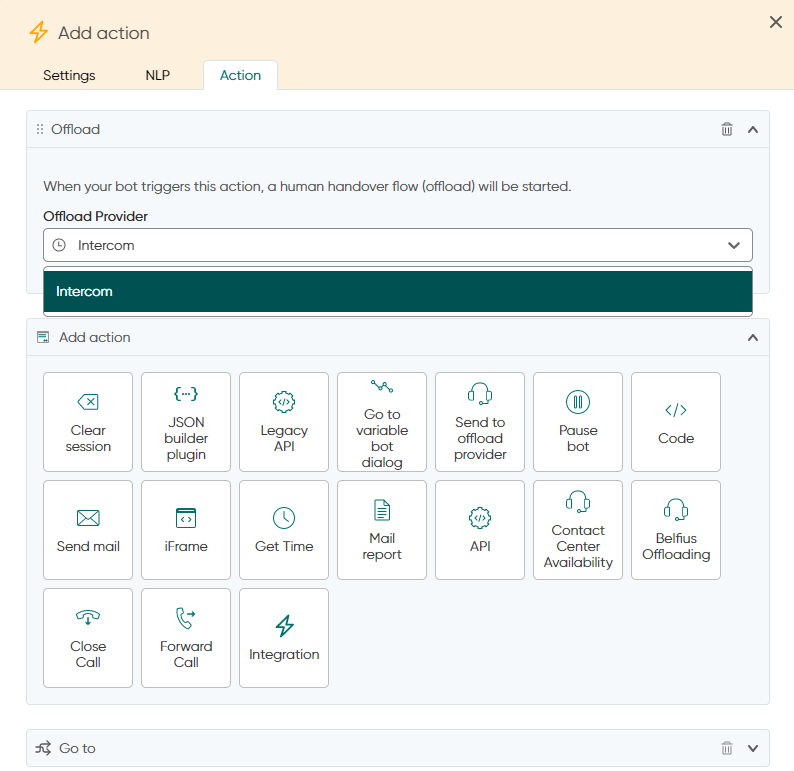 Add action
Settings
NLP
Action
Offload
When your bot triggers this action, a human handover flow (offload) will be started.
Offload Provider
Intercom
Intercom
Add action
Clear
session
{···}
JSON
builder
plugin
Legacy
API
Go to
variable
bot
dialog
Send to
offload
provider
Pause
bot
</>
Code
Send mail
iFrame
Get Time
Mail
report
API
Contact
Center
Availability
Belfius
Offloading
Close
Call
Forward
Call
Integration
Go to